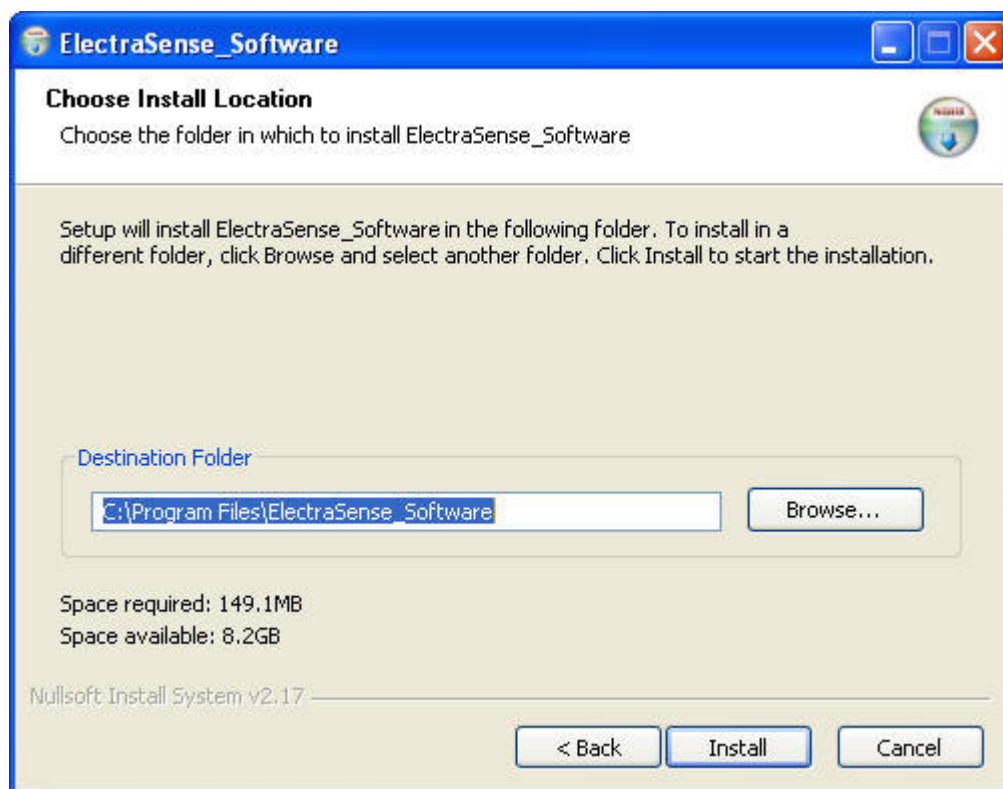 ElectraSense_Software
Choose Install Location
Choose the folder in which to install ElectraSense_Software
Setup will install ElectraSense_Software in the following folder. To install in a
different folder, click Browse and select another folder. Click Install to start the installation.
Destination Folder
C:\Program Files\ElectraSense_Software
Browse...
Space required: 149.1MB
Space available: 8.2GB
Nullsoft Install System v2.17
< Back
Install
Cancel